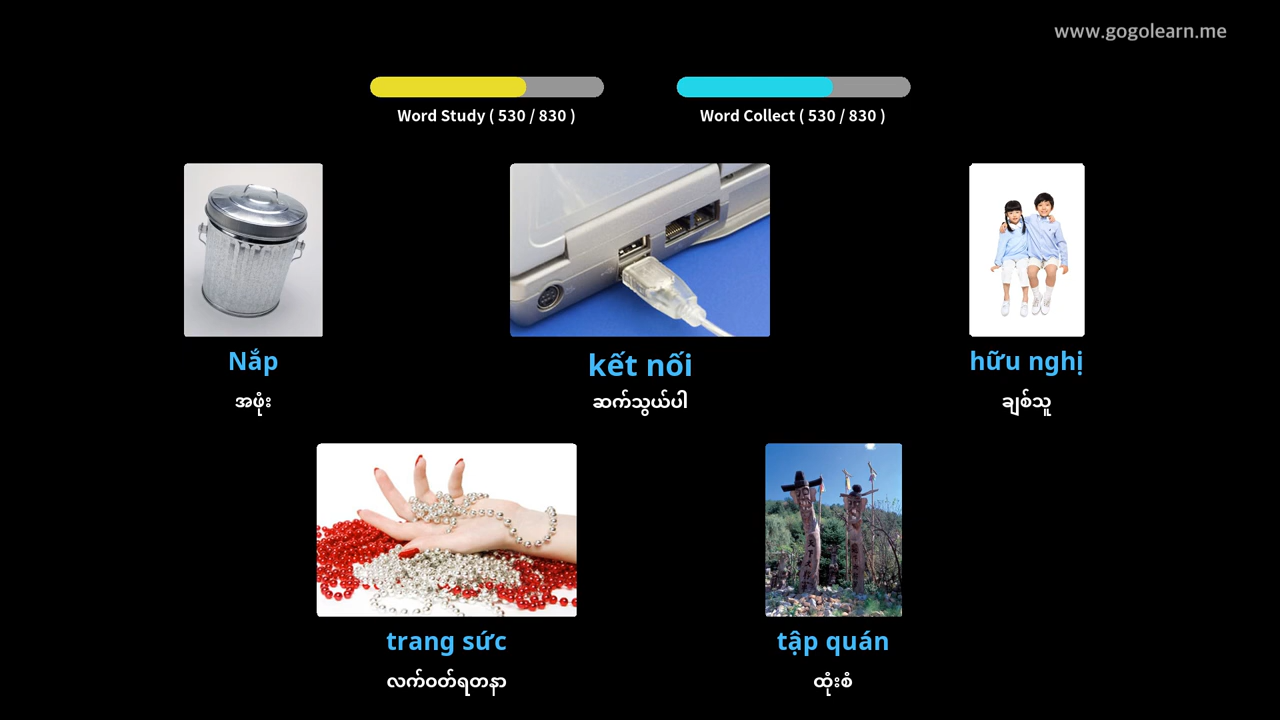 www.gogolearn.me
Word Study ( 530 / 830 )
Word Collect ( 530 / 830 )
Nắp
အဖုံး
kết nối
ဆက်သွယ်ပါ
hữu nghị
ချစ်သူ
trang sức
လက်ဝတ်ရတနာ
tập quán
ထုံးစံ